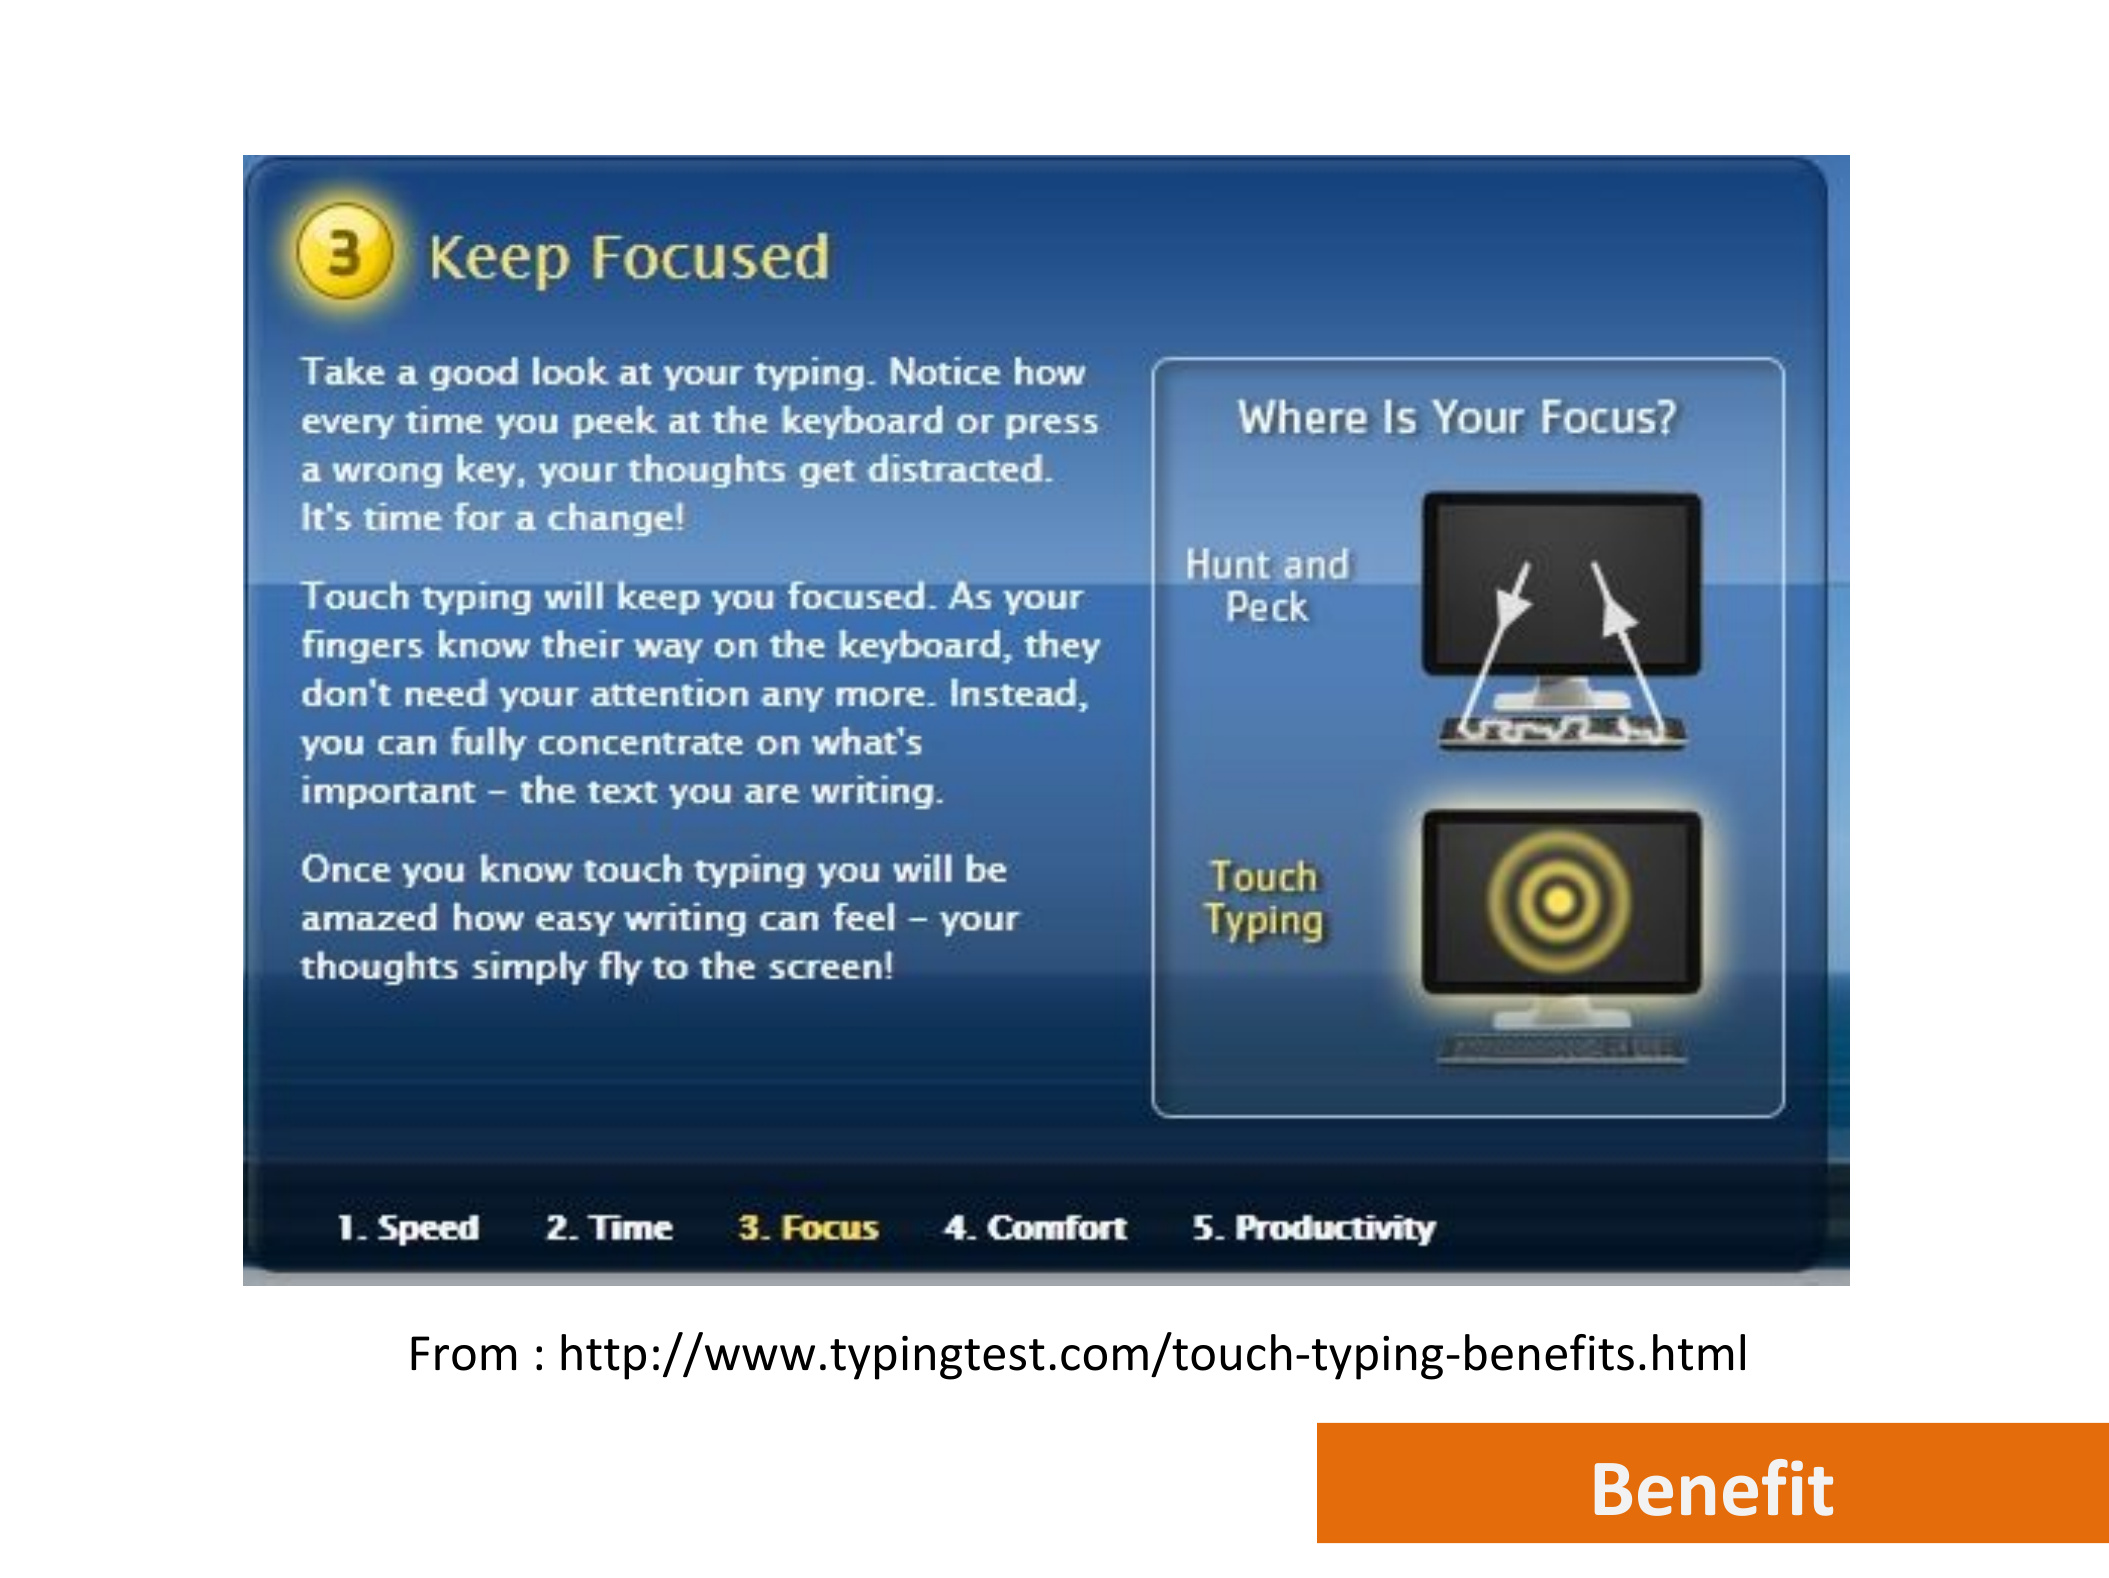 3 Keep Focused
Take a good look at your typing. Notice how
every time you peek at the keyboard or press
a wrong key, your thoughts get distracted.
It's time for a change!
Touch typing will keep you focused. As your
fingers know their way on the keyboard, they
don't need your attention any more. Instead,
you can fully concentrate on what's
important – the text you are writing.
Once you know touch typing you will be
amazed how easy writing can feel – your
thoughts simply fly to the screen!
Where Is Your Focus?
Hunt and
Peck
Touch
Typing
1. Speed 2. Time 3. Focus 4. Comfort 5. Productivity
From : http://www.typingtest.com/touch-typing-benefits.html
Benefit